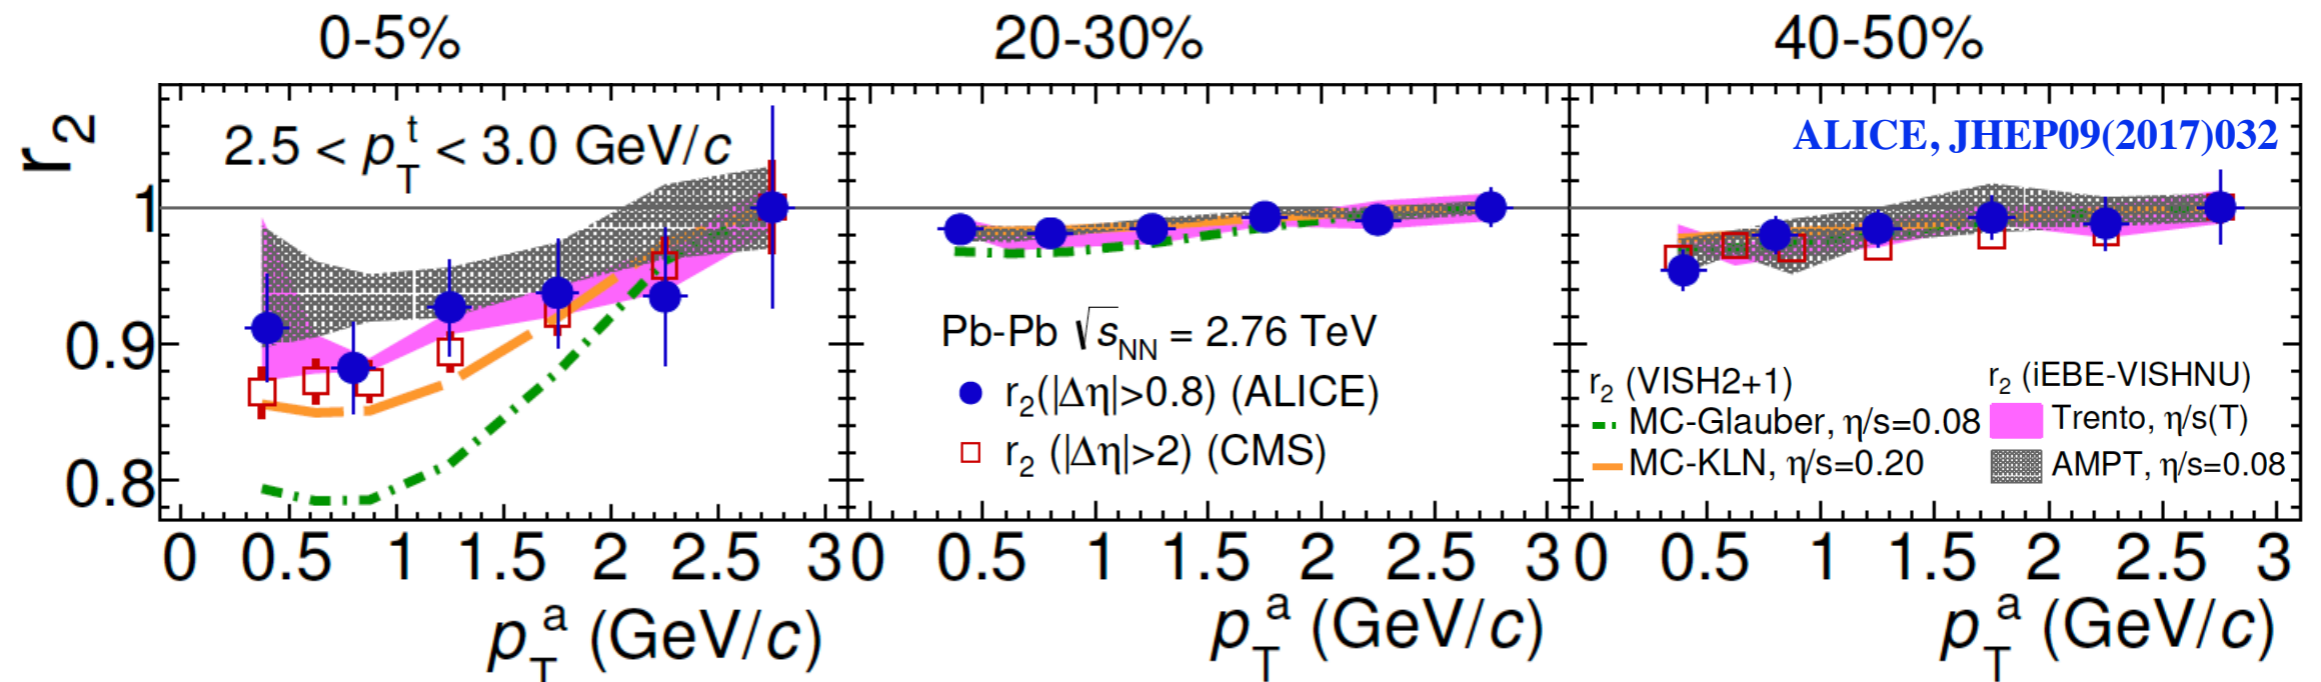 0-5%
20-30%
40-50%
r2
2.5 < pTt < 3.0 GeV/c
ALICE, JHEP09(2017)032
1
0.9
0.8
Pb-Pb √sNN = 2.76 TeV
r2(|Δη|>0.8) (ALICE)
r2 (|Δη|>2) (CMS)
r2 (VISH2+1)
MC-Glauber, η/s=0.08
MC-KLN, η/s=0.20
r2 (iEBE-VISHNU)
Trento, η/s(T)
AMPT, η/s=0.08
0 0.5 1 1.5 2 2.5 3
0 0.5 1 1.5 2 2.5 3
0 0.5 1 1.5 2 2.5 3
pTa (GeV/c)
pTa (GeV/c)
pTa (GeV/c)